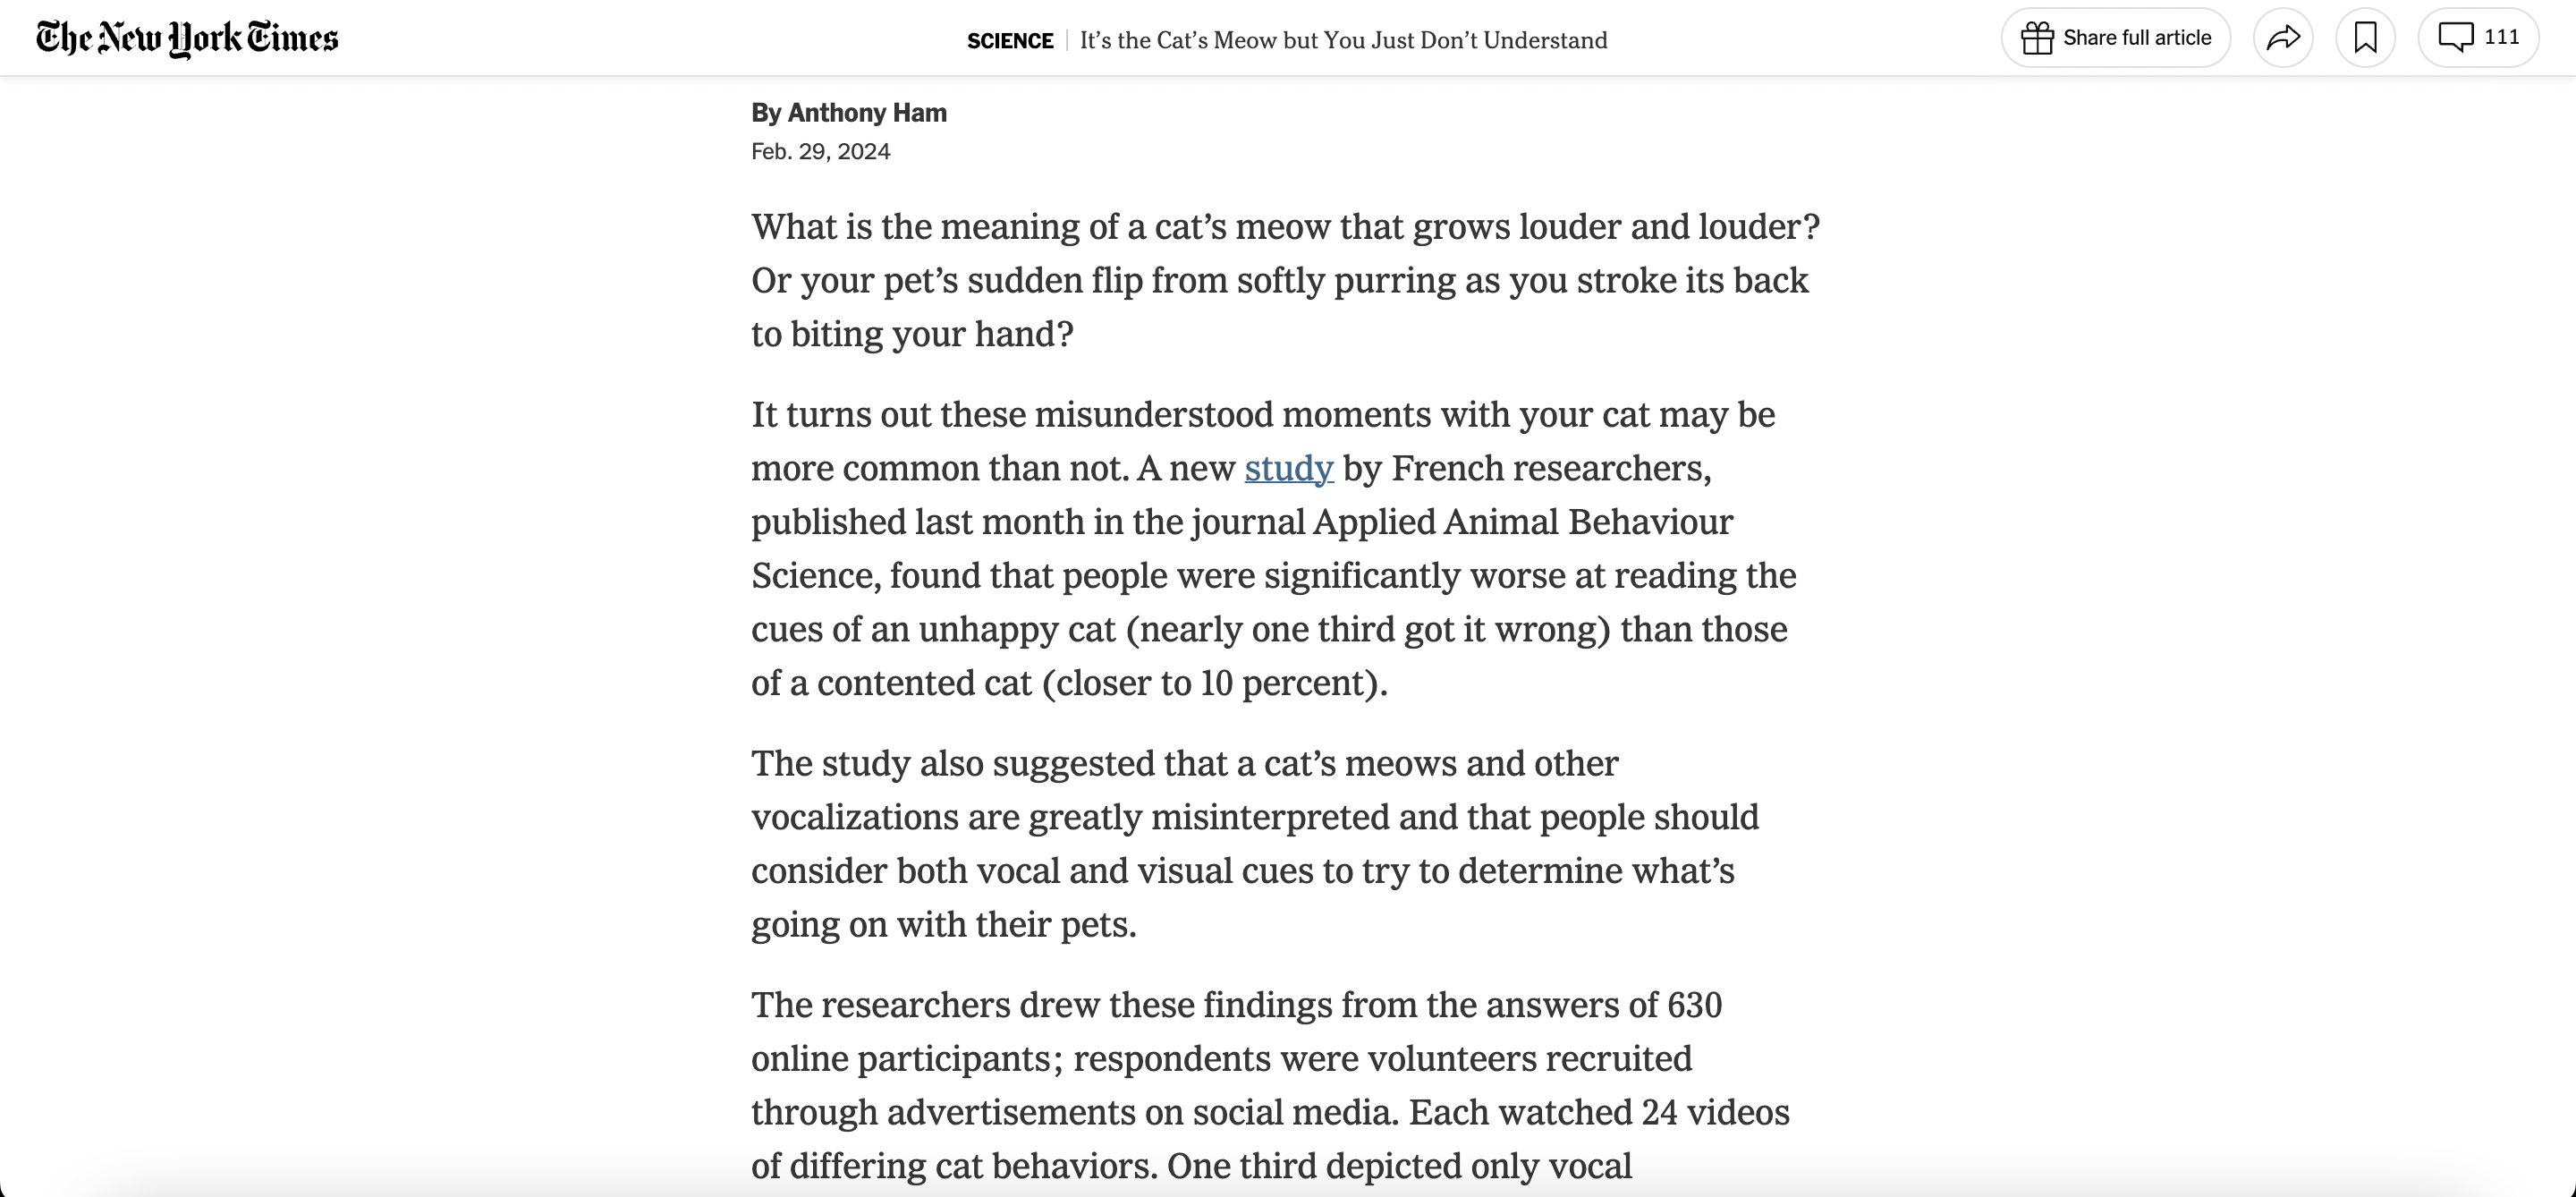 The New York Times
SCIENCE | It’s the Cat’s Meow but You Just Don’t Understand
Share full article
111
By Anthony Ham
Feb. 29, 2024
What is the meaning of a cat’s meow that grows louder and louder?
Or your pet’s sudden flip from softly purring as you stroke its back
to biting your hand?
It turns out these misunderstood moments with your cat may be
more common than not. A new study by French researchers,
published last month in the journal Applied Animal Behaviour
Science, found that people were significantly worse at reading the
cues of an unhappy cat (nearly one third got it wrong) than those
of a contented cat (closer to 10 percent).
The study also suggested that a cat’s meows and other
vocalizations are greatly misinterpreted and that people should
consider both vocal and visual cues to try to determine what’s
going on with their pets.
The researchers drew these findings from the answers of 630
online participants; respondents were volunteers recruited
through advertisements on social media. Each watched 24 videos
of differing cat behaviors. One third depicted only vocal